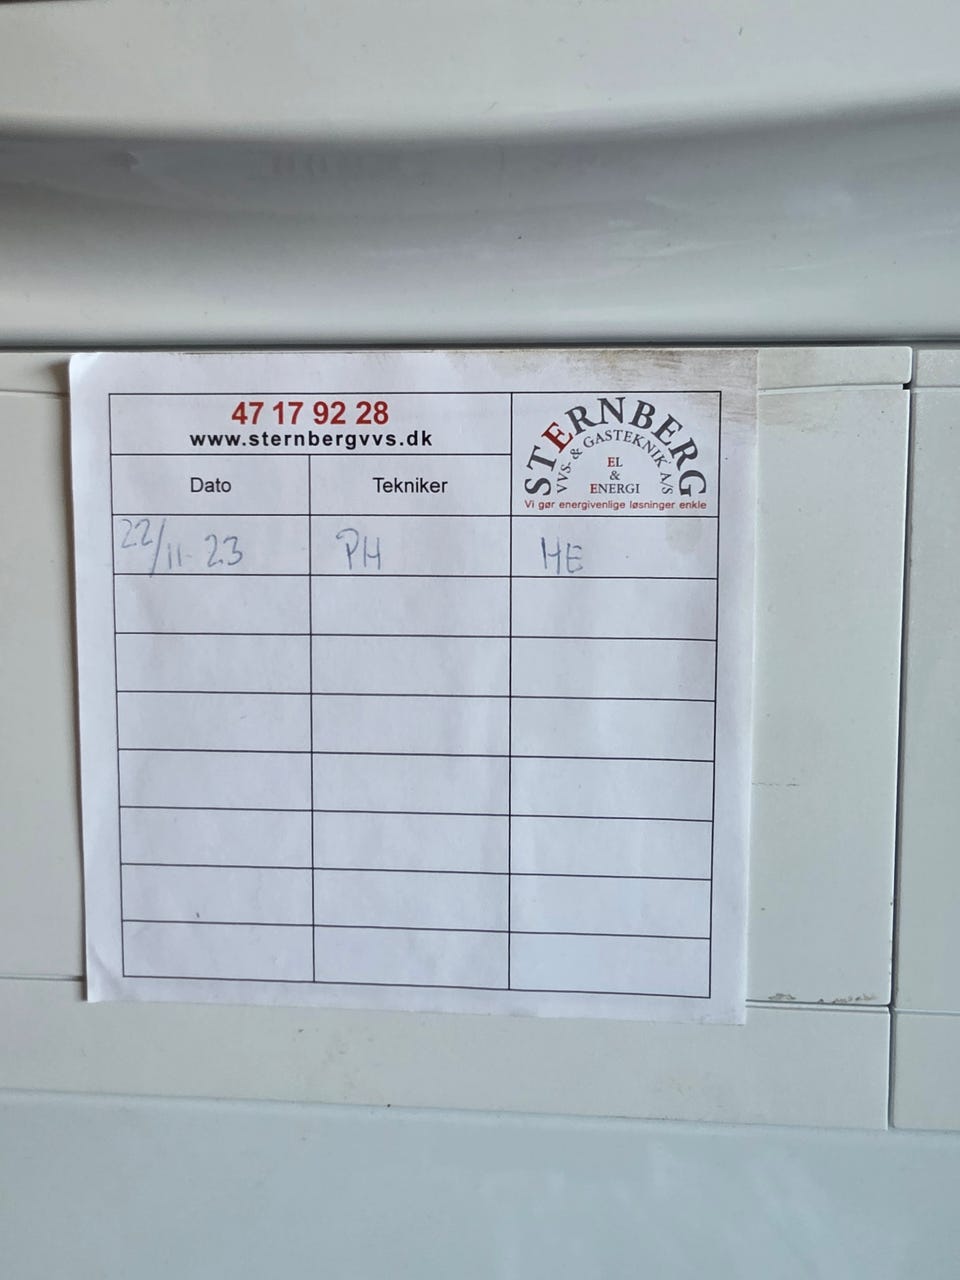 47 17 92 28
www.sternbergvvs.dk
STERNBERG
VVS- & GASTEKNIK A/S
EL
&
ENERGI
Vi gør energivenlige løsninger enkle
Dato Tekniker
22/11-23 PH HE